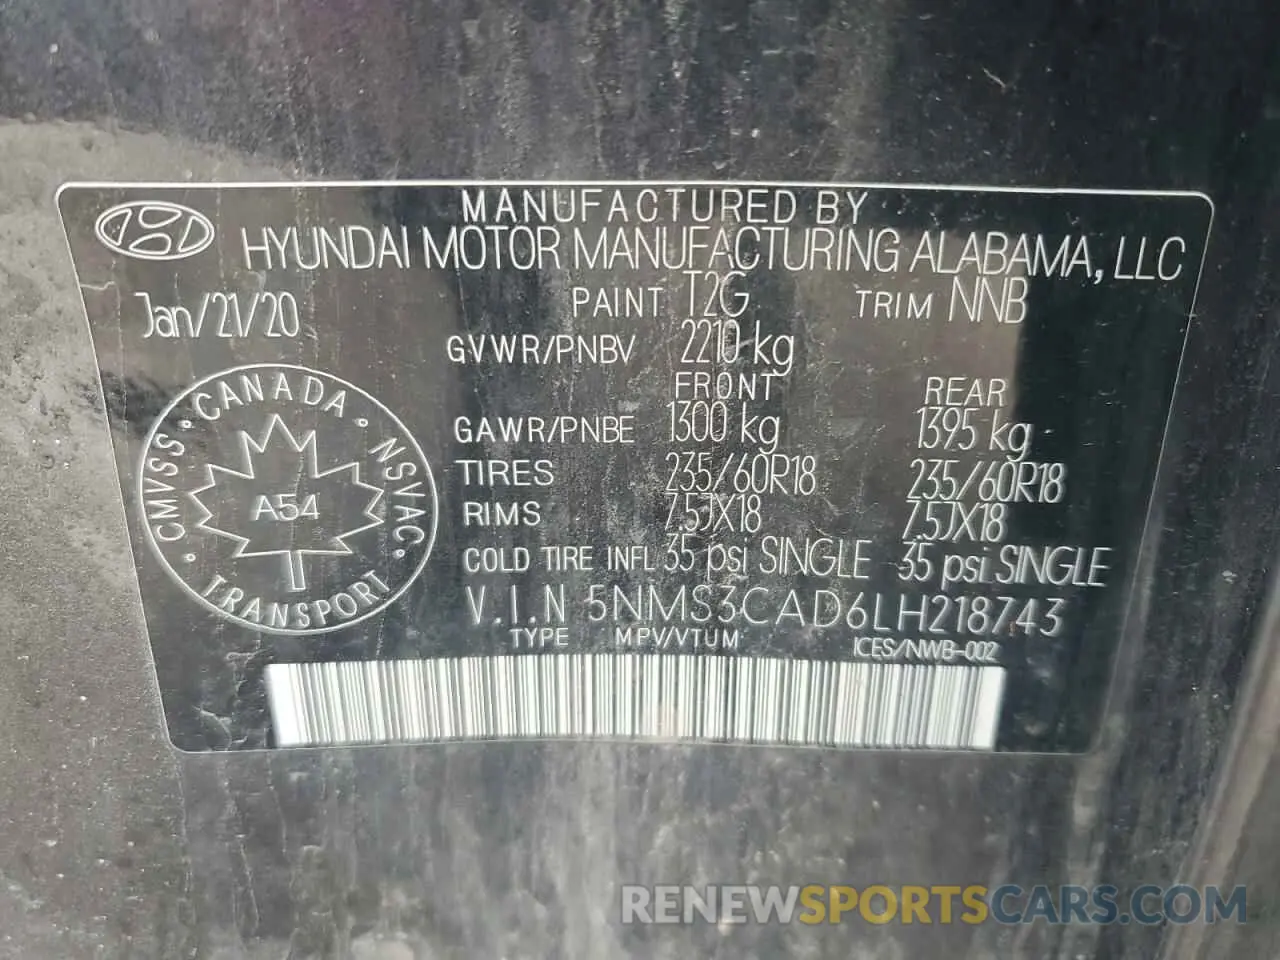 MANUFACTURED BY
HYUNDAI MOTOR MANUFACTURING ALABAMA, LLC
Jan/21/20 PAINT T2G TRIM NNB
GVWR/PNBV 2210 kg
FRONT REAR
GAWR/PNBE 1300 kg 1395 kg
TIRES 235/60R18 235/60R18
RIMS 7.5JX18 7.5JX18
COLD TIRE INFL 35 psi SINGLE 35 psi SINGLE
V.I.N 5NMS3CAD6LH218743
TYPE MPV/VTUM ICES/NWB-002
CANADA
CMVSS · NSVAC
A54
TRANSPORT
RENEWSPORTSCARS.COM